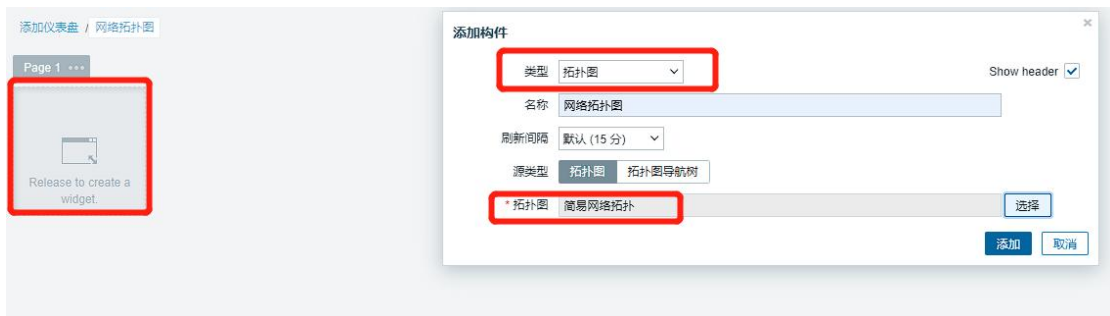 添加仪表盘 / 网络拓扑图
Page 1 ···
Release to create a
widget.
添加构件
类型 拓扑图 Show header
名称 网络拓扑图
刷新间隔 默认 (15 分)
源类型 拓扑图 拓扑图导航树
* 拓扑图 简易网络拓扑 选择
添加 取消